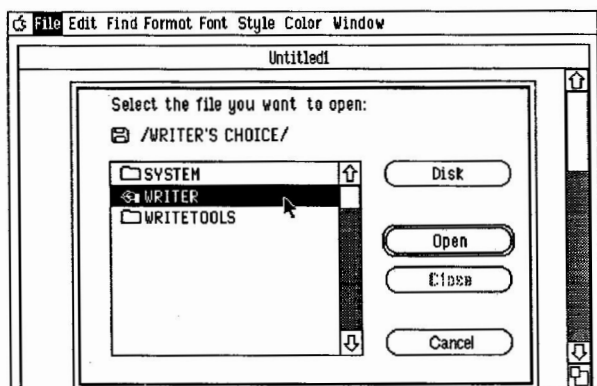 File Edit Find Format Font Style Color Window
Untitled1
Select the file you want to open:
/WRITER'S CHOICE/
SYSTEM
WRITER
WRITETOOLS
Disk
Open
Close
Cancel